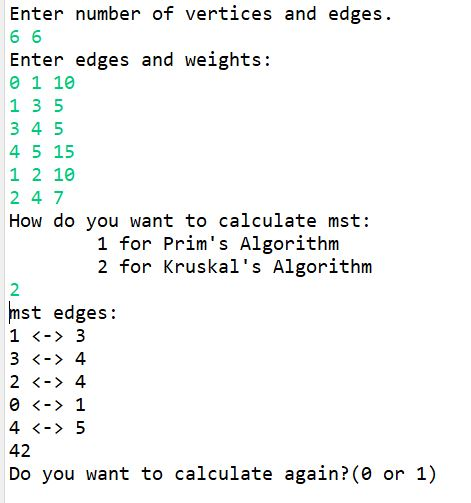 Enter number of vertices and edges.
6 6
Enter edges and weights:
0 1 10
1 3 5
3 4 5
4 5 15
1 2 10
2 4 7
How do you want to calculate mst:
1 for Prim's Algorithm
2 for Kruskal's Algorithm
2
mst edges:
1 <-> 3
3 <-> 4
2 <-> 4
0 <-> 1
4 <-> 5
42
Do you want to calculate again?(0 or 1)